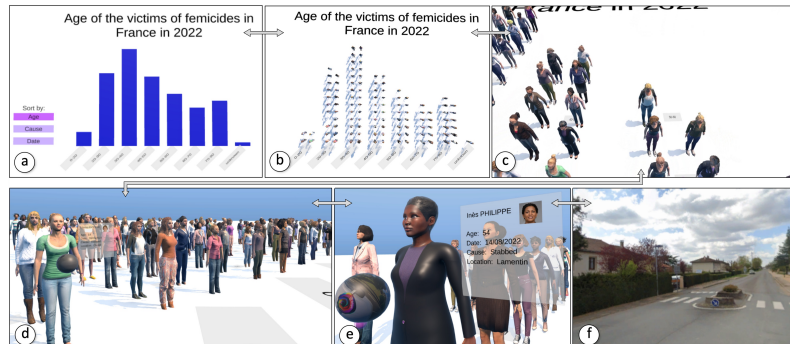 Age of the victims of femicides in
France in 2022
Sort by:
Age
Cause
Date
a
Age of the victims of femicides in
France in 2022
b
France in 2022
c
d
Inès PHILIPPE
Age: 54
Date: 14/08/2022
Cause: Stabbed
Location: Lamentin
e
f